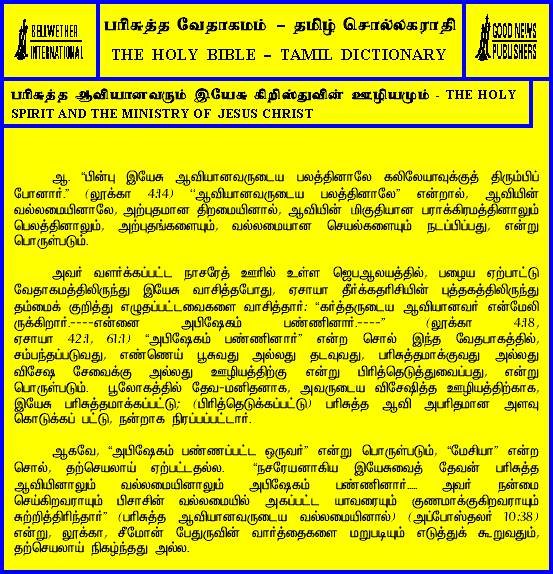 BELLWETHER
INTERNATIONAL
பரிசுத்த வேதாகமம் – தமிழ் சொல்லகராதி
THE HOLY BIBLE – TAMIL DICTIONARY
GOOD NEWS
PUBLISHERS
பரிசுத்த ஆவியானவரும் இயேசு கிறிஸ்துவின் ஊழியமும் - THE HOLY
SPIRIT AND THE MINISTRY OF JESUS CHRIST
ஆ. “பின்பு இயேசு ஆவியானவருடைய பலத்தினாலே கலிலேயாவுக்குத் திரும்பிப்
போனார்.” (லூக்கா 4:14) “ஆவியானவருடைய பலத்தினாலே” என்றால், ஆவியின்
வல்லமையினாலே, அற்புதமான திறமையினால், ஆவியின் மிகுதியான பராக்கிரமத்தினாலும்
பெலத்தினாலும், அற்புதங்களையும், வல்லமையான செயல்களையும் நடப்பிப்பது, என்று
பொருள்படும்.
அவர் வளர்க்கப்பட்ட நாசரேத் ஊரில் உள்ள ஜெபஆலயத்தில், பழைய ஏற்பாட்டு
வேதாகமத்திலிருந்து இயேசு வாசித்தபோது, ஏசாயா தீர்க்கதரிசியின் புத்தகத்திலிருந்து
தம்மைக் குறித்து எழுதப்பட்டவைகளை வாசித்தார்: “கர்த்தருடைய ஆவியானவர் என்மேலி
ருக்கிறார்.----என்னை அபிஷேகம் பண்ணினார்.----” (லூக்கா 4:18,
ஏசாயா 42:1, 61:1) “அபிஷேகம் பண்ணினார்” என்ற சொல் இந்த வேதபாகத்தில்,
சம்பந்தப்படுவது, எண்ணெய் பூசுவது அல்லது தடவுவது, பரிசுத்தமாக்குவது அல்லது
விசேஷ சேவைக்கு அல்லது ஊழியத்திற்கு என்று பிரித்தெடுத்துவைப்பது, என்று
பொருள்படும். பூலோகத்தில் தேவ-மனிதனாக, அவருடைய விசேஷித்த ஊழியத்திற்காக,
இயேசு பரிசுத்தமாக்கப்பட்டு; (பிரித்தெடுக்கப்பட்டு) பரிசுத்த ஆவி அபரிதமான அளவு
கொடுக்கப் பட்டு, நன்றாக நிரப்பப்பட்டார்.
ஆகவே, “அபிஷேகம் பண்ணப்பட்ட ஒருவர்” என்று பொருள்படும், “மேசியா” என்ற
சொல், தற்செயலாய் ஏற்பட்டதல்ல. “நசரேயனாகிய இயேசுவைத் தேவன் பரிசுத்த
ஆவியினாலும் வல்லமையினாலும் அபிஷேகம் பண்ணினார்..... அவர் நன்மை
செய்கிறவராயும் பிசாசின் வல்லமையில் அகப்பட்ட யாவரையும் குணமாக்குகிறவராயும்
சுற்றித்திரிந்தார்” (பரிசுத்த ஆவியானவருடைய வல்லமையினால்) (அப்போஸ்தலர் 10:38)
என்று, லூக்கா, சீமோன் பேதுருவின் வார்த்தைகளை மறுபடியும் எடுத்துக் கூறுவதும்,
தற்செயலாய் நிகழ்ந்தது அல்ல.